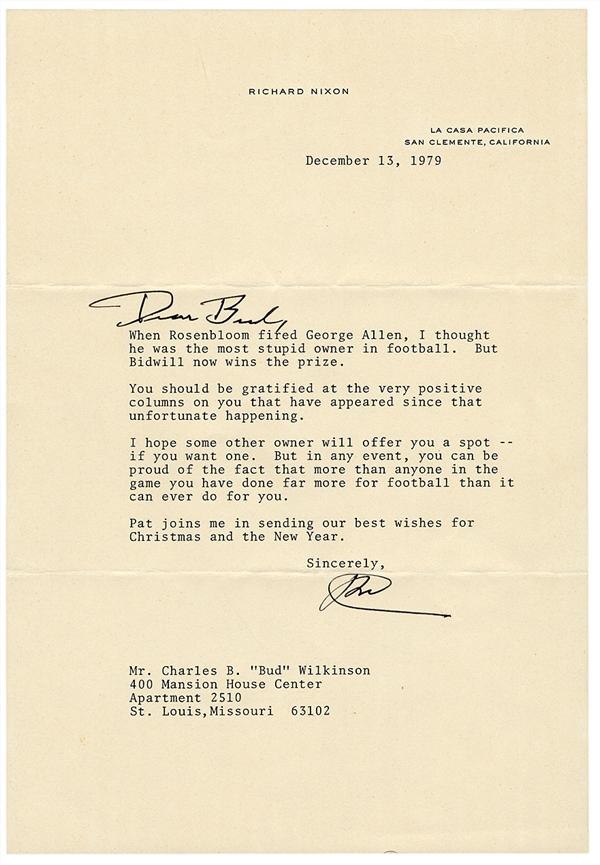 RICHARD NIXON
LA CASA PACIFICA
SAN CLEMENTE, CALIFORNIA
December 13, 1979
Dear Bud,
When Rosenbloom fired George Allen, I thought
he was the most stupid owner in football.  But
Bidwill now wins the prize.
You should be gratified at the very positive
columns on you that have appeared since that
unfortunate happening.
I hope some other owner will offer you a spot --
if you want one.  But in any event, you can be
proud of the fact that more than anyone in the
game you have done far more for football than it
can ever do for you.
Pat joins me in sending our best wishes for
Christmas and the New Year.
Sincerely,
RN
Mr. Charles B. "Bud" Wilkinson
400 Mansion House Center
Apartment 2510
St. Louis,Missouri  63102